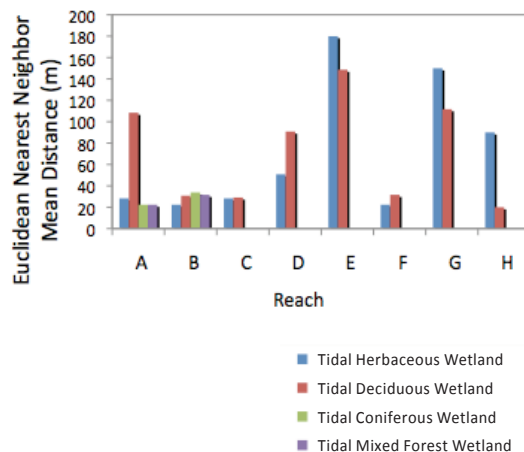 Euclidean Nearest Neighbor
Mean Distance (m)
200
180
160
140
120
100
80
60
40
20
0
A B C D E F G H
Reach
Tidal Herbaceous Wetland
Tidal Deciduous Wetland
Tidal Coniferous Wetland
Tidal Mixed Forest Wetland